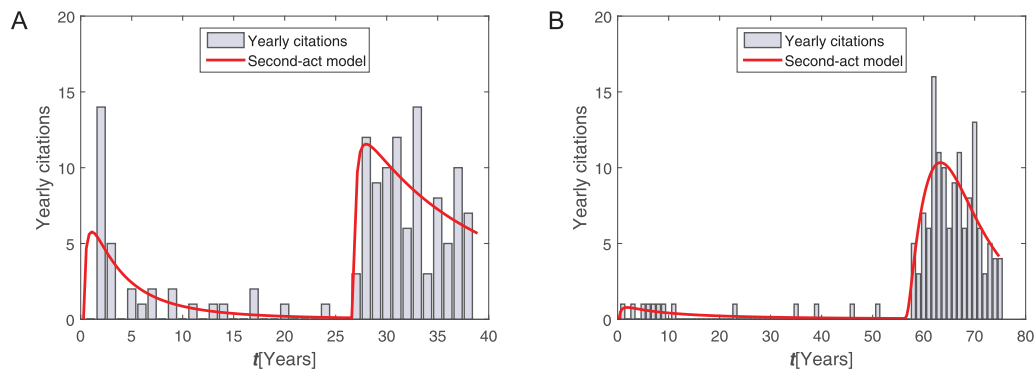 A
20
15
10
5
0
Yearly citations
Yearly citations
Second-act model
0 5 10 15 20 25 30 35 40
t[Years]
B
20
15
10
5
0
Yearly citations
Yearly citations
Second-act model
0 10 20 30 40 50 60 70 80
t[Years]